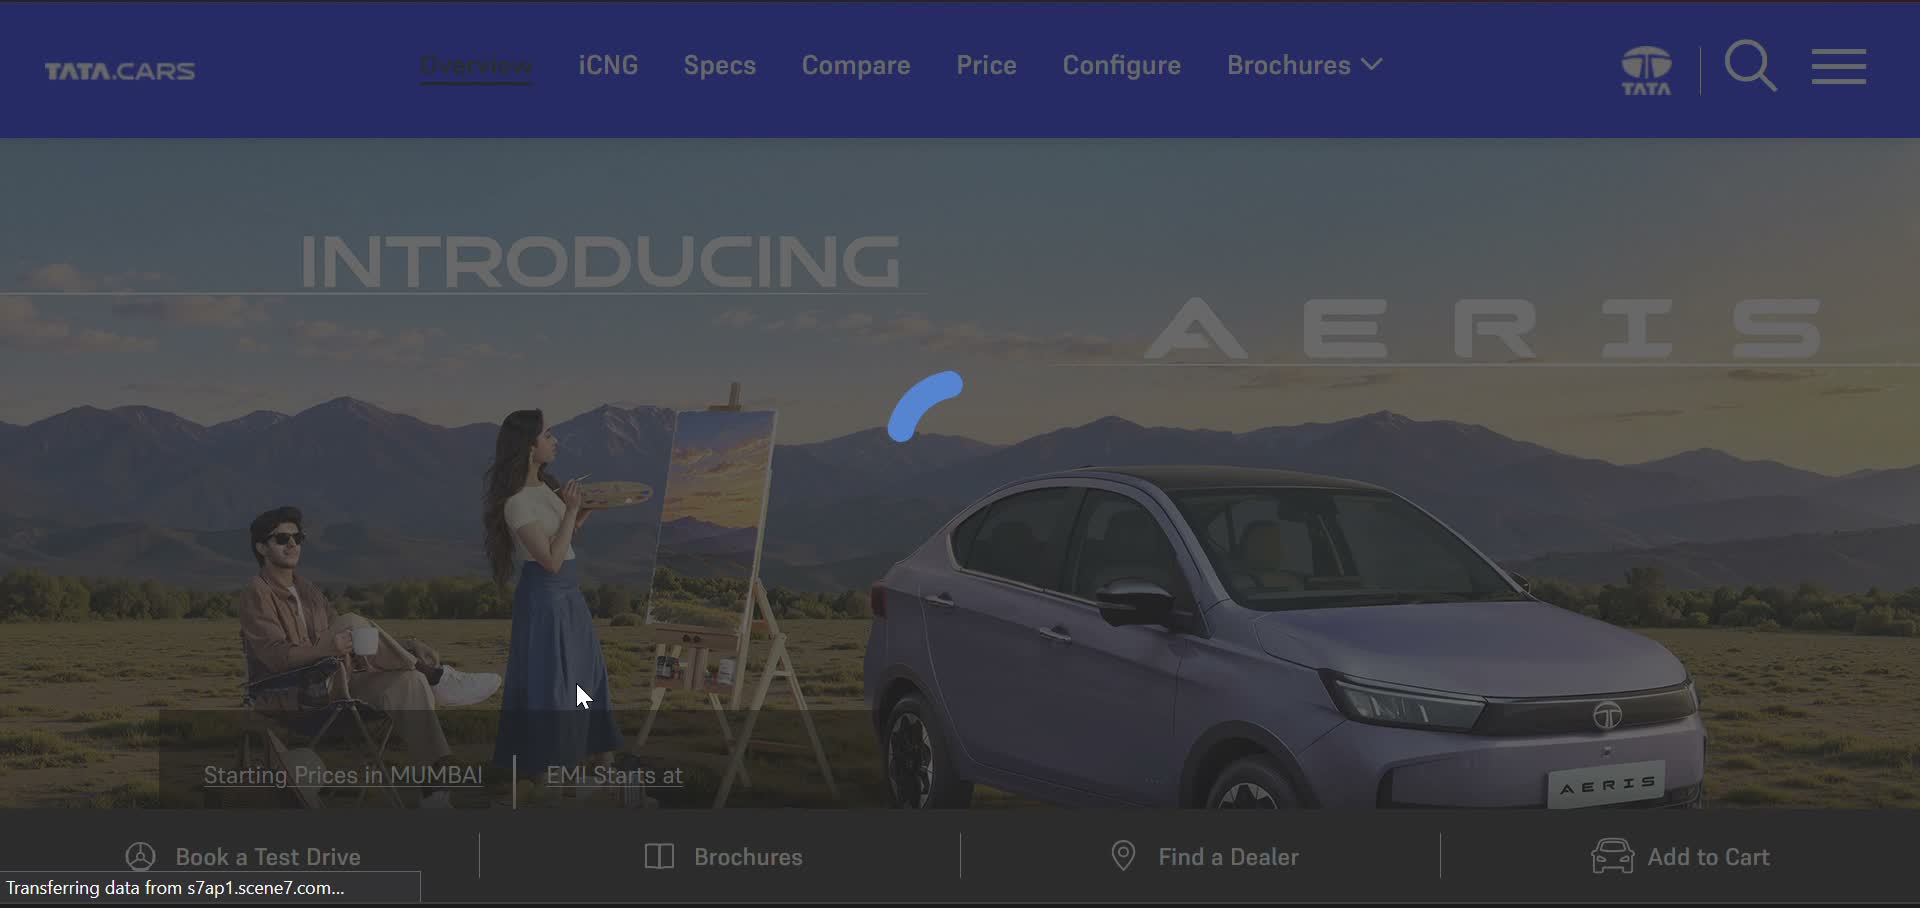 TATA.CARS
Overview
iCNG
Specs
Compare
Price
Configure
Brochures
TATA
INTRODUCING
AERIS
AERIS
Starting Prices in MUMBAI
EMI Starts at
Book a Test Drive
Brochures
Find a Dealer
Add to Cart
Transferring data from s7ap1.scene7.com...